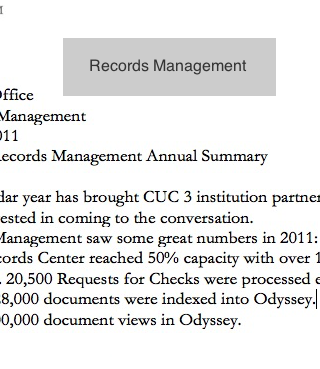 Records Management
Office
Management
011
Records Management Annual Summary
dar year has brought CUC 3 institution partner
ested in coming to the conversation.
Management saw some great numbers in 2011:
cords Center reached 50% capacity with over 1
. 20,500 Requests for Checks were processed e
8,000 documents were indexed into Odyssey.
0,000 document views in Odyssey.